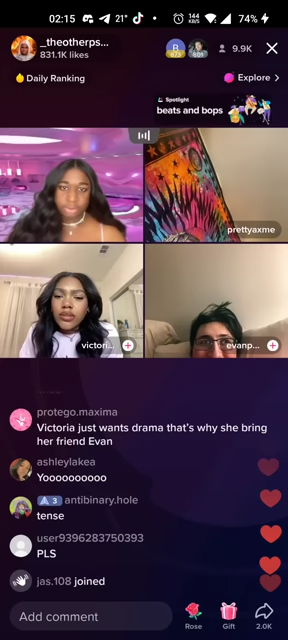 02:15
21°
144 KB/S
74%
_theotherps...
831.1K likes
9.9K
Daily Ranking
Explore >
Spotlight
beats and bops
prettyaxme
victori...
evanp...
protego.maxima
Victoria just wants drama that's why she bring
her friend Evan
ashleylakea
Yoooooooooo
3 antibinary.hole
tense
user9396283750393
PLS
jas.108 joined
Add comment
Rose
Gift
2.0K